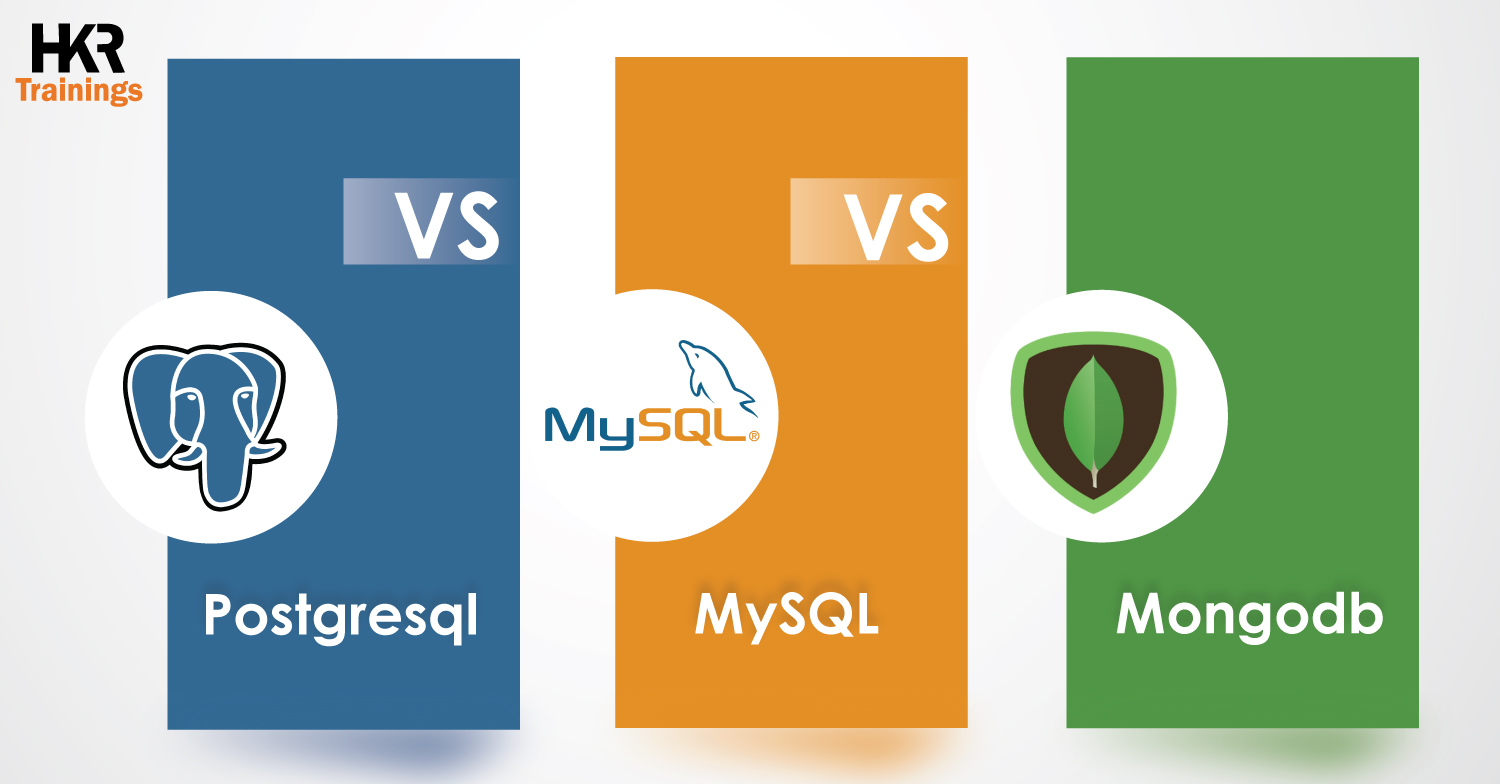 HKR
Trainings
VS
VS
MySQL®
Postgresql
MySQL
Mongodb